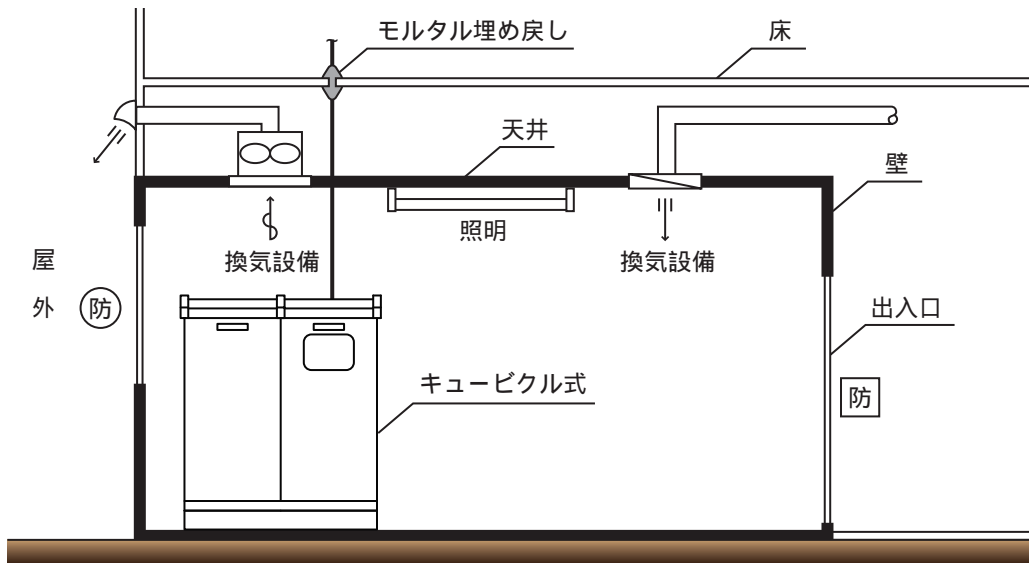 モルタル埋め戻し
床
天井
壁
照明
換気設備
換気設備
屋
外
防
出入口
キュービクル式
防